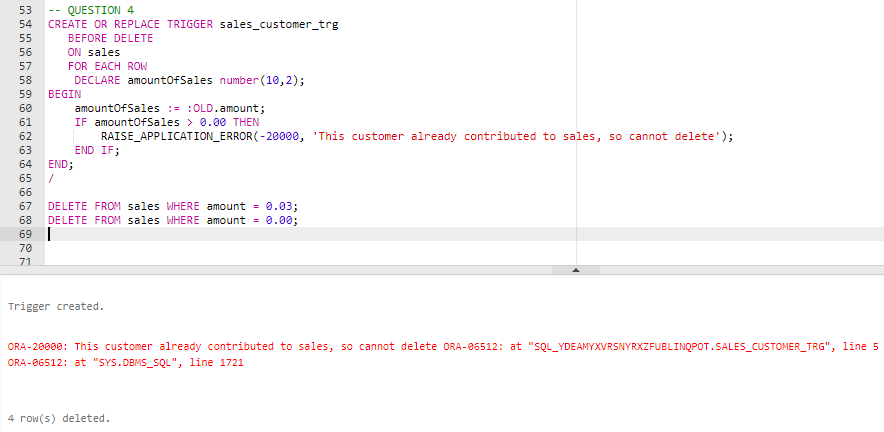 53 -- QUESTION 4
54 CREATE OR REPLACE TRIGGER sales_customer_trg
55 BEFORE DELETE
56 ON sales
57 FOR EACH ROW
58 DECLARE amountOfSales number(10,2);
59 BEGIN
60 amountOfSales := :OLD.amount;
61 IF amountOfSales > 0.00 THEN
62 RAISE_APPLICATION_ERROR(-20000, 'This customer already contributed to sales, so cannot delete');
63 END IF;
64 END;
65 /
66
67 DELETE FROM sales WHERE amount = 0.03;
68 DELETE FROM sales WHERE amount = 0.00;
69
70
71
Trigger created.
ORA-20000: This customer already contributed to sales, so cannot delete ORA-06512: at "SQL_YDEAMYXVRSNYRXZFUBLINQPOT.SALES_CUSTOMER_TRG", line 5
ORA-06512: at "SYS.DBMS_SQL", line 1721
4 row(s) deleted.